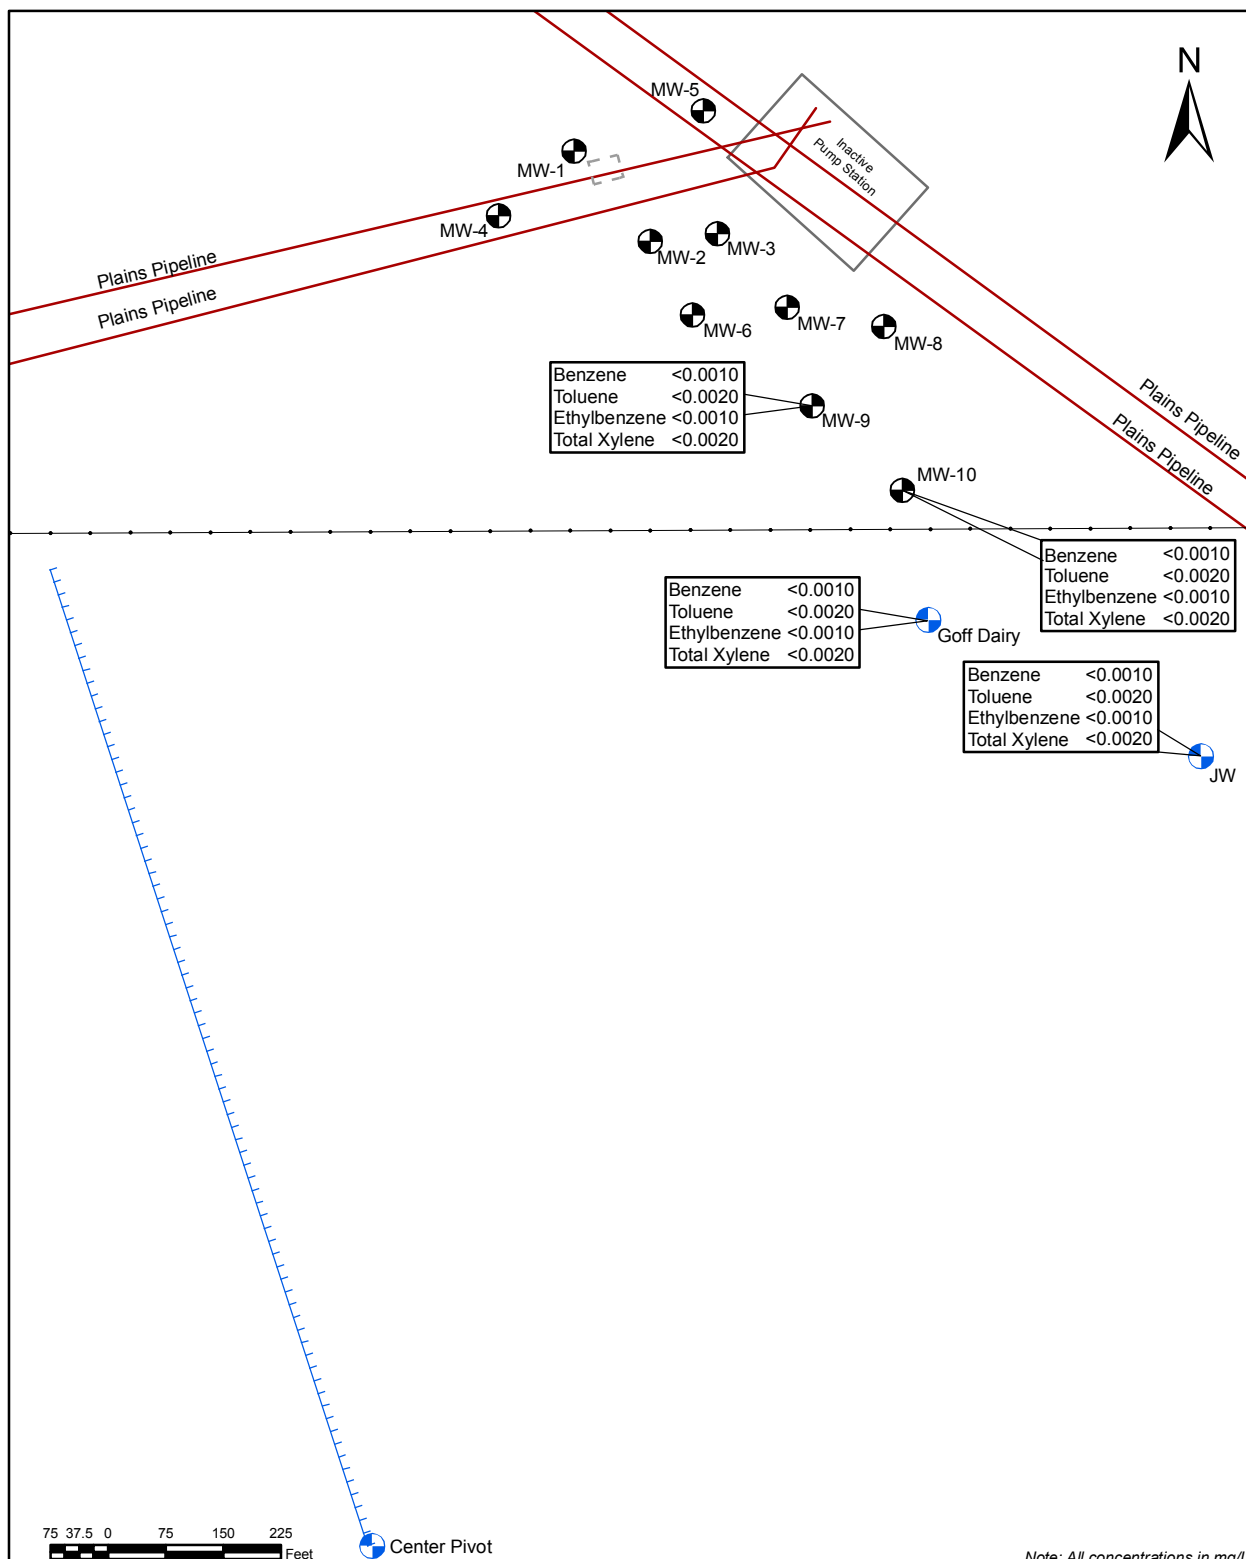 N
MW-5
Inactive
Pump Station
MW-1
MW-4
MW-2
MW-3
Plains Pipeline
Plains Pipeline
MW-6
MW-7
MW-8
Benzene <0.0010
Toluene <0.0020
Ethylbenzene <0.0010
Total Xylene <0.0020
MW-9
Plains Pipeline
Plains Pipeline
MW-10
Benzene <0.0010
Toluene <0.0020
Ethylbenzene <0.0010
Total Xylene <0.0020
Benzene <0.0010
Toluene <0.0020
Ethylbenzene <0.0010
Total Xylene <0.0020
Goff Dairy
Benzene <0.0010
Toluene <0.0020
Ethylbenzene <0.0010
Total Xylene <0.0020
JW
75 37.5 0 75 150 225
Feet
Center Pivot
Note: All concentrations in mg/l